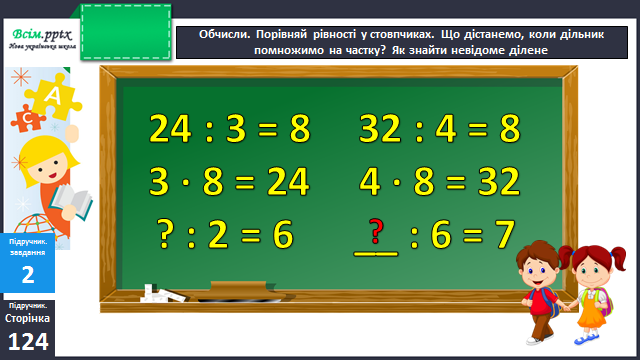 Всім.pptx
Нова українська школа
Обчисли. Порівняй рівності у стовпчиках. Що дістанемо, коли дільник
помножимо на частку? Як знайти невідоме ділене
А
С
24 : 3 = 8 32 : 4 = 8
3 · 8 = 24 4 · 8 = 32
? : 2 = 6 __?__ : 6 = 7
Підручник.
завдання
2
Підручник.
Сторінка
124